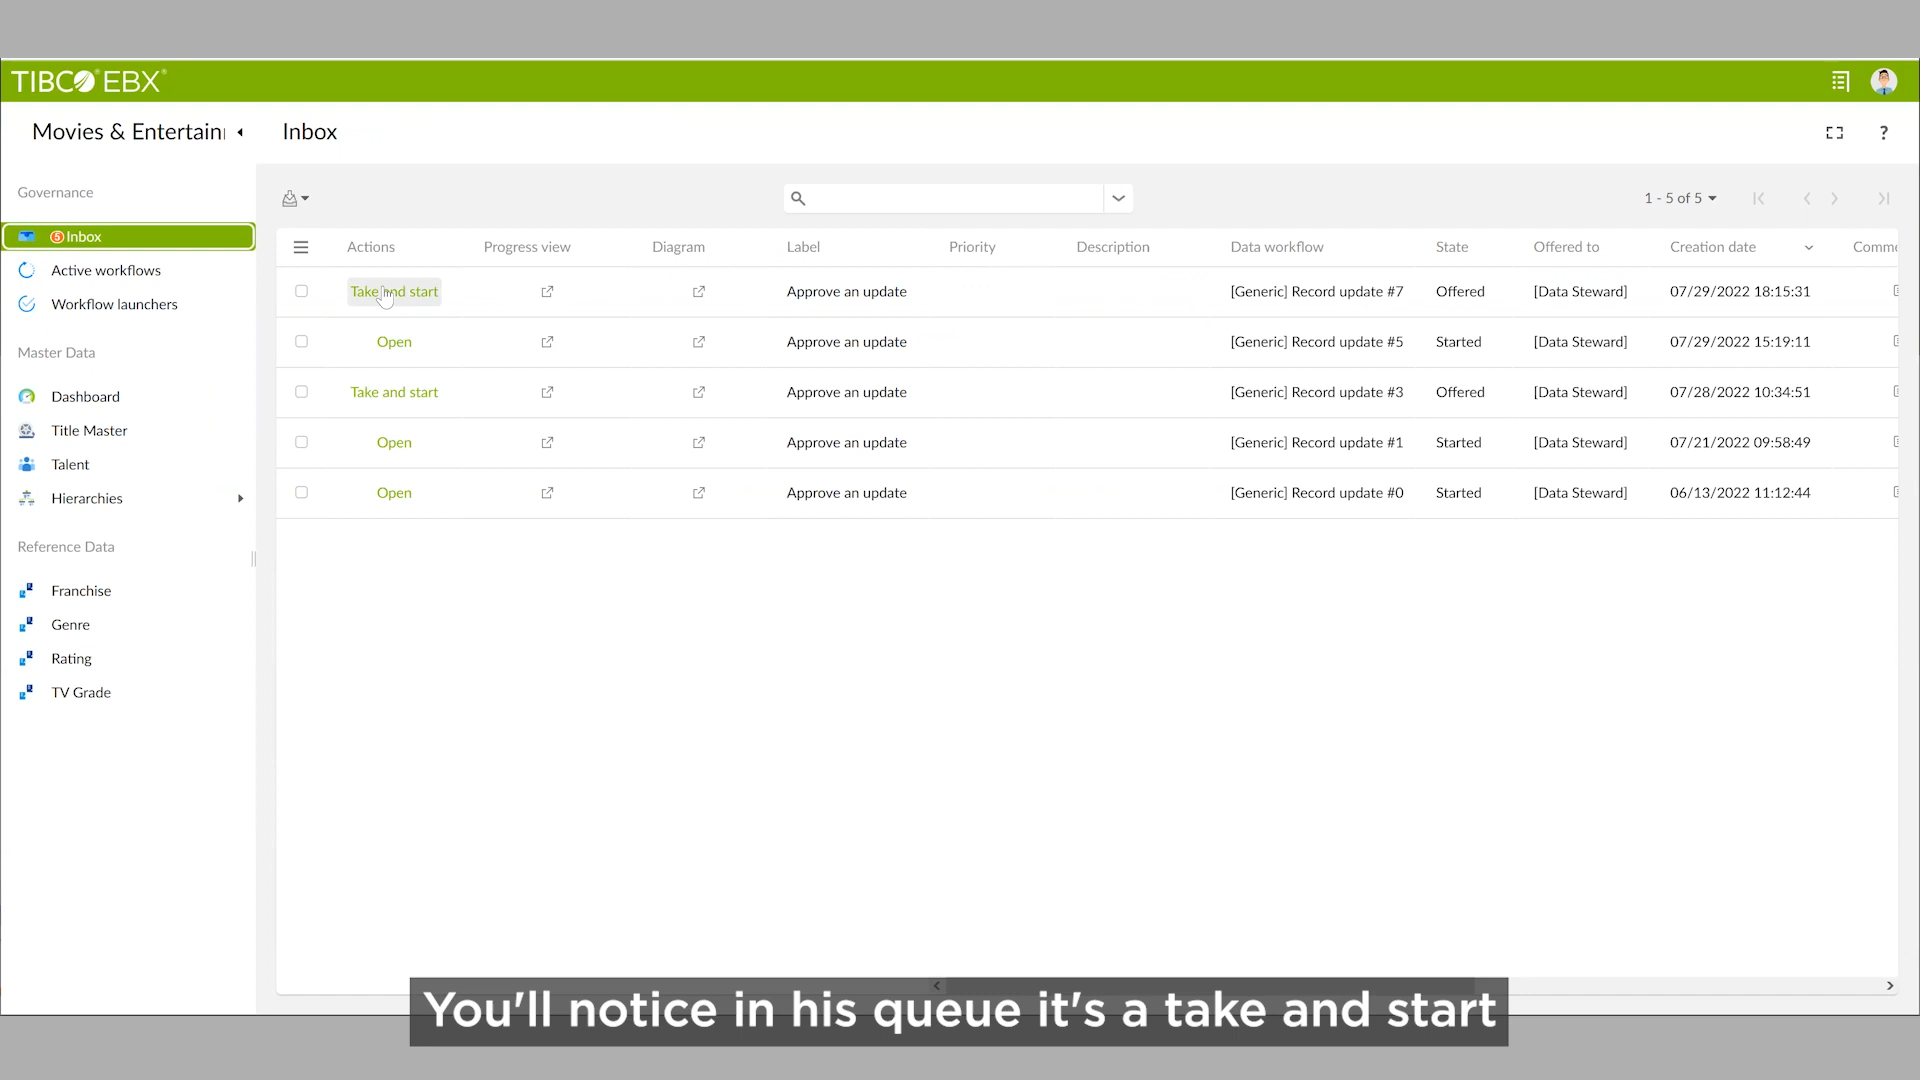 TIBCO® EBX®
Movies & Entertain
Inbox
?
Governance
5 Inbox
Active workflows
Workflow launchers
Master Data
Dashboard
Title Master
Talent
Hierarchies
Reference Data
Franchise
Genre
Rating
TV Grade
1 - 5 of 5
Actions Progress view Diagram Label Priority Description Data workflow State Offered to Creation date Comme
Take and start Approve an update [Generic] Record update #7 Offered [Data Steward] 07/29/2022 18:15:31
Open Approve an update [Generic] Record update #5 Started [Data Steward] 07/29/2022 15:19:11
Take and start Approve an update [Generic] Record update #3 Offered [Data Steward] 07/28/2022 10:34:51
Open Approve an update [Generic] Record update #1 Started [Data Steward] 07/21/2022 09:58:49
Open Approve an update [Generic] Record update #0 Started [Data Steward] 06/13/2022 11:12:44
You'll notice in his queue it's a take and start